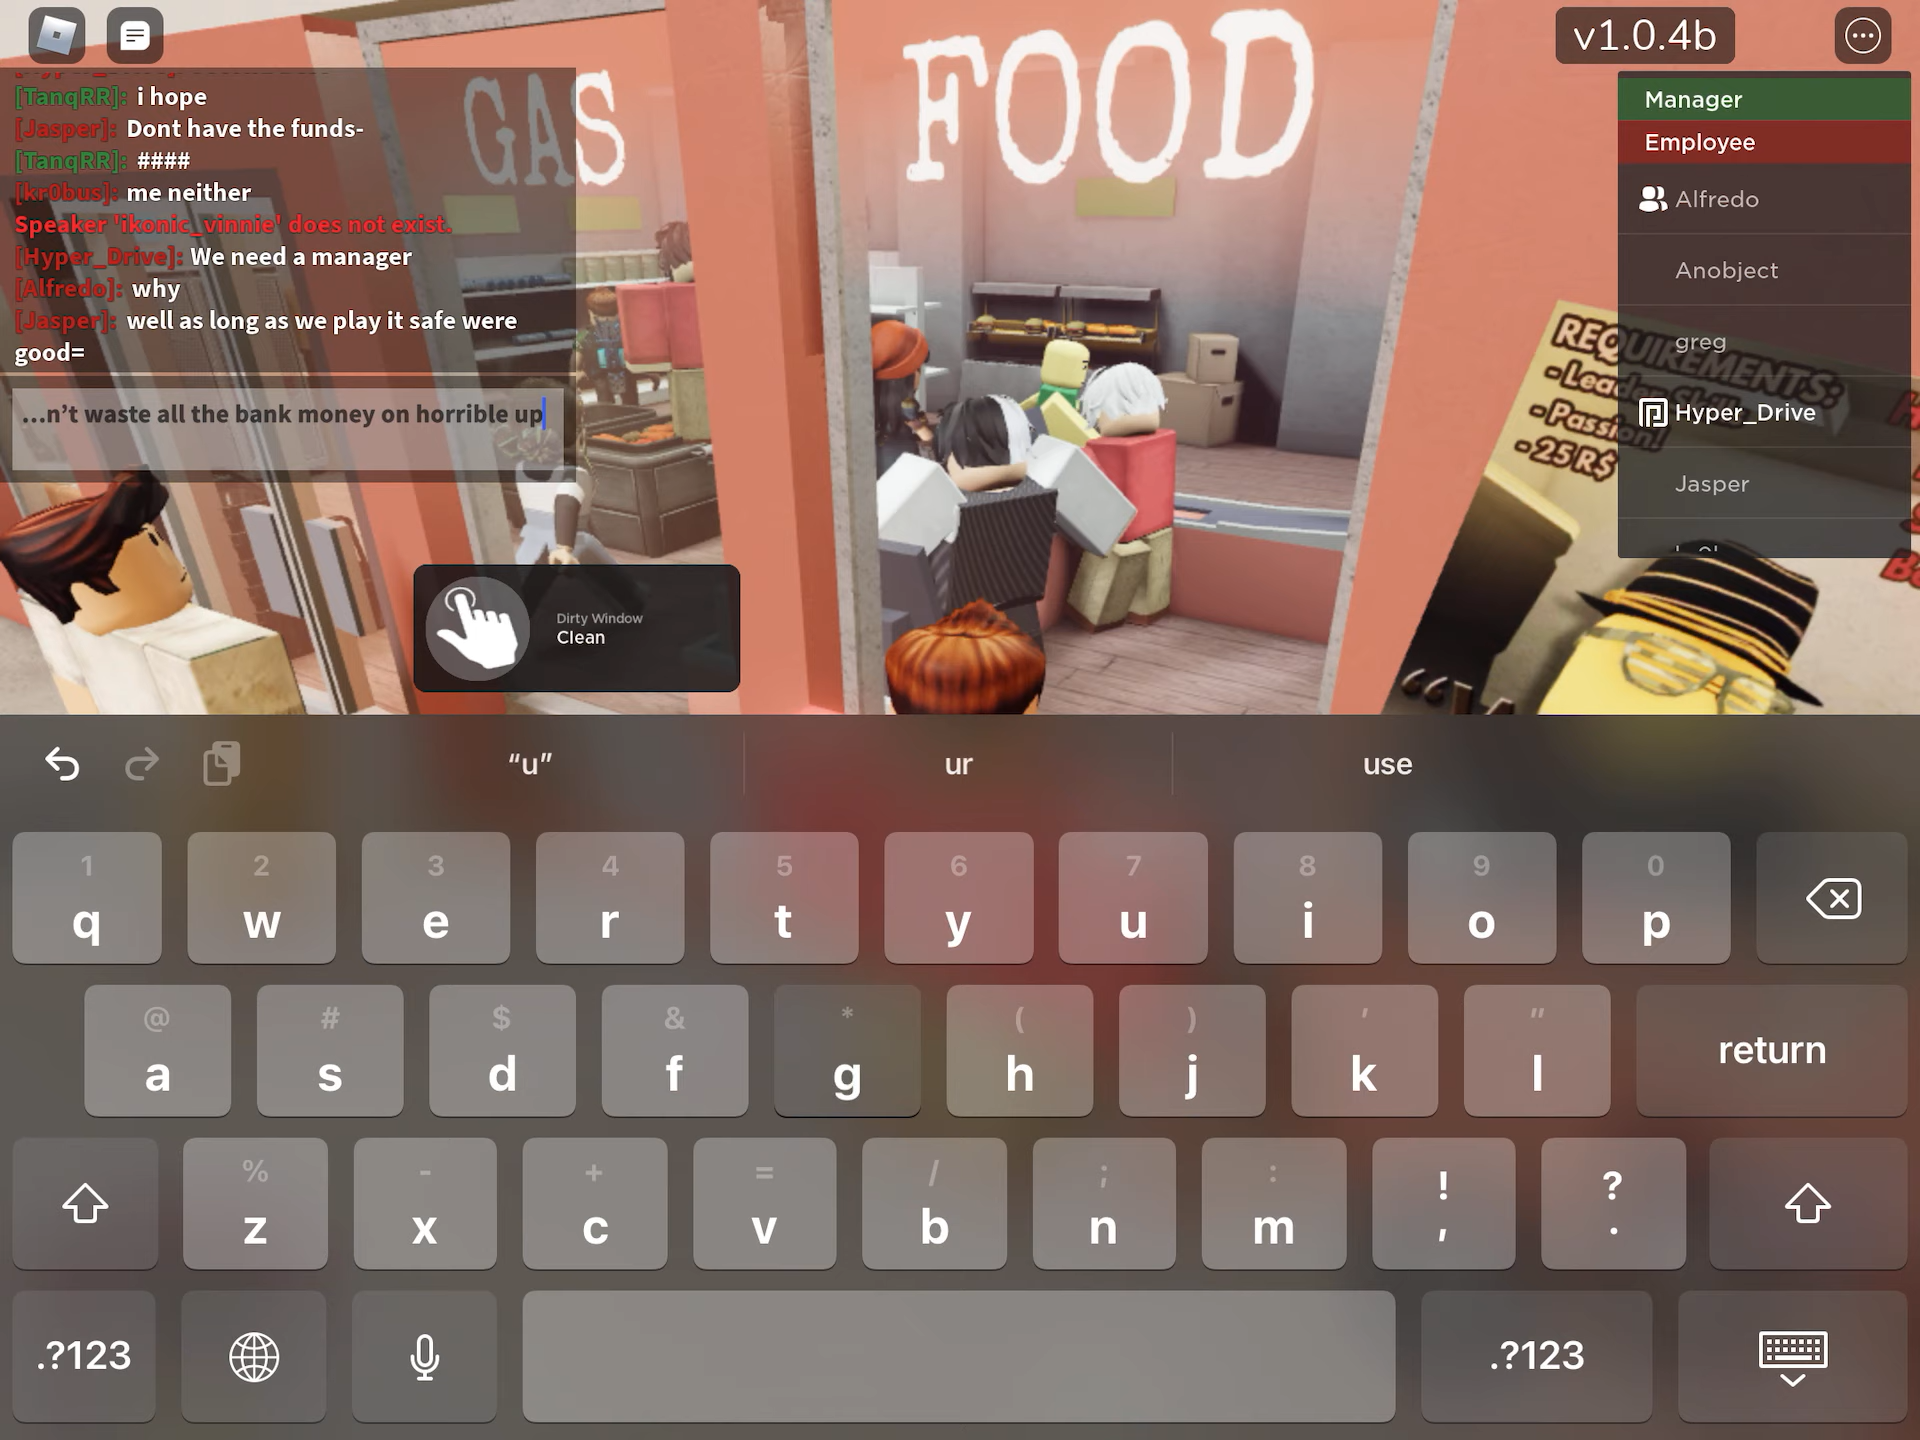 GAS
FOOD
v1.0.4b
[TanqRR]: i hope
[Jasper]: Dont have the funds-
[TanqRR]: ####
[kr0bus]: me neither
Speaker 'ikonic_vinnie' does not exist.
[Hyper_Drive]: We need a manager
[Alfredo]: why
[Jasper]: well as long as we play it safe were
good=
...n’t waste all the bank money on horrible up
Manager
Employee
Alfredo
Anobject
greg
Hyper_Drive
Jasper
REQUIREMENTS:
- Leader
- Passion!
- 25 R$
Dirty Window
Clean
“u” ur use
1 2 3 4 5 6 7 8 9 0
q w e r t y u i o p
@ # $ & * ( ) ' "
a s d f g h j k l return
% - + = / ; : ! ?
z x c v b n m , .
.?123 .?123